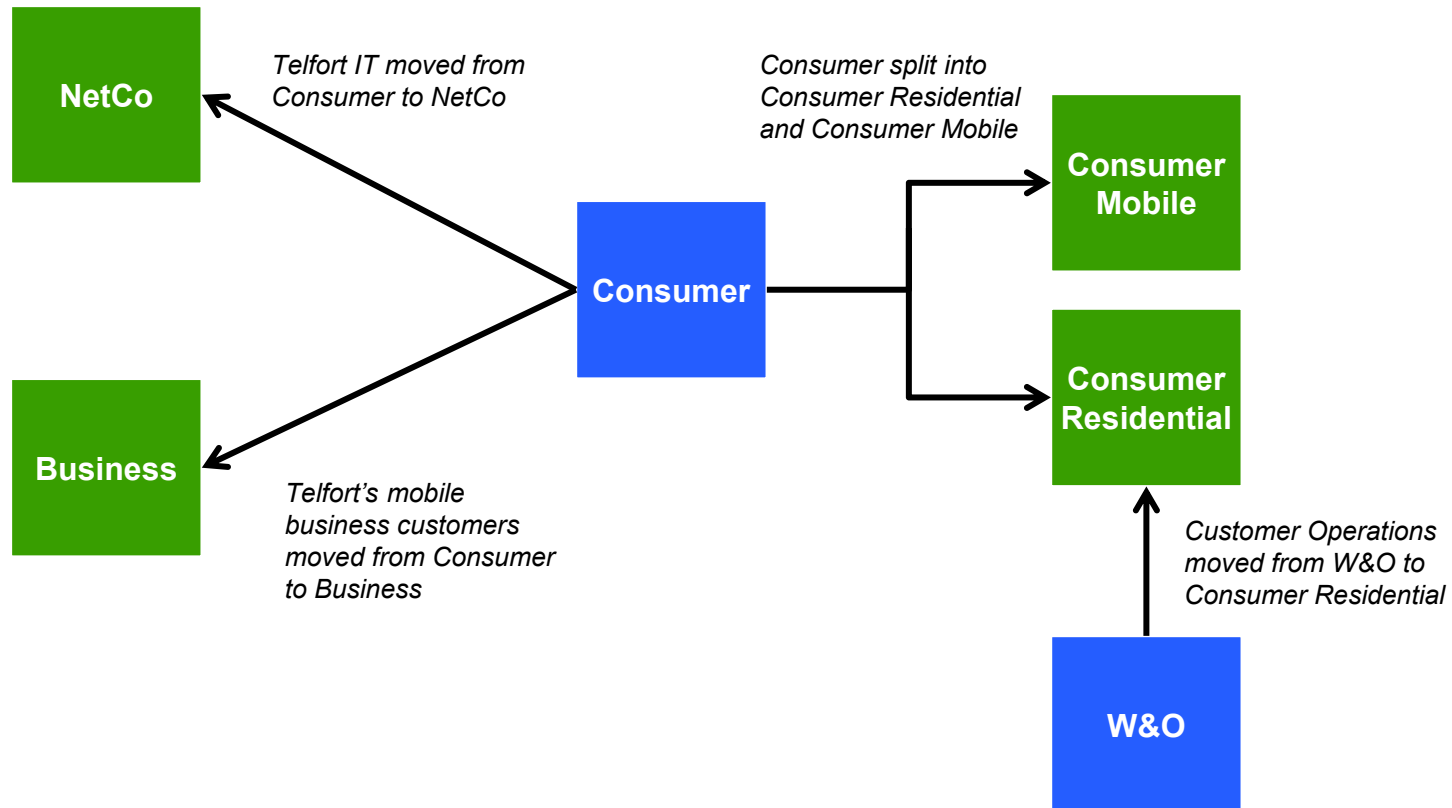 NetCo
Telfort IT moved from
Consumer to NetCo
Consumer split into
Consumer Residential
and Consumer Mobile
Consumer
Mobile
Consumer
Consumer
Residential
Business
Telfort’s mobile
business customers
moved from Consumer
to Business
Customer Operations
moved from W&O to
Consumer Residential
W&O